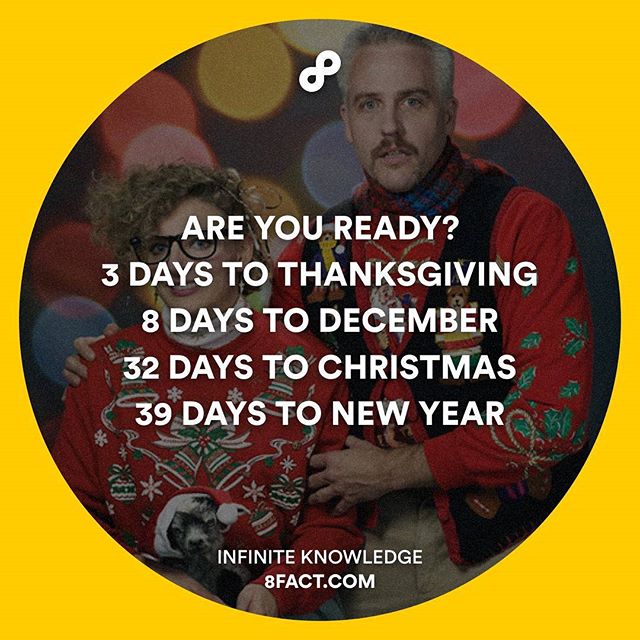 ARE YOU READY?
3 DAYS TO THANKSGIVING
8 DAYS TO DECEMBER
32 DAYS TO CHRISTMAS
39 DAYS TO NEW YEAR
INFINITE KNOWLEDGE
8FACT.COM